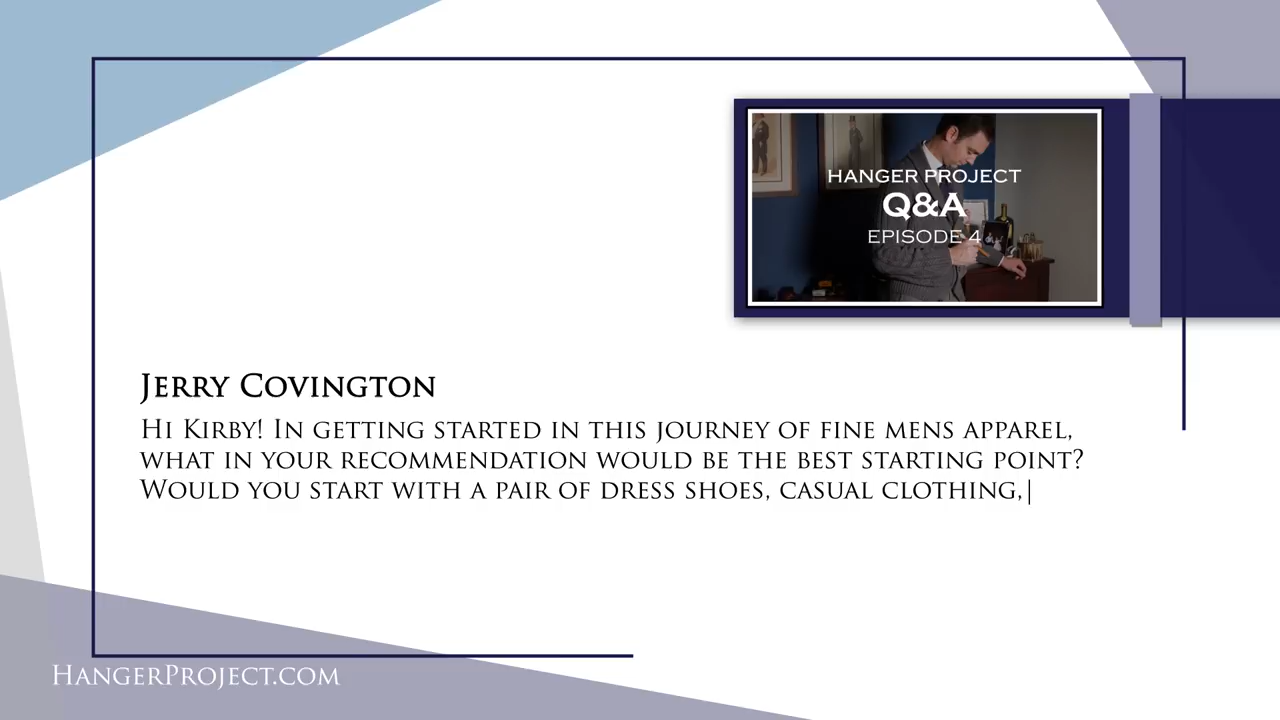 HANGER PROJECT
Q&A
EPISODE 4
Jerry Covington
Hi Kirby! In getting started in this journey of fine mens apparel,
what in your recommendation would be the best starting point?
Would you start with a pair of dress shoes, casual clothing,
HangerProject.com